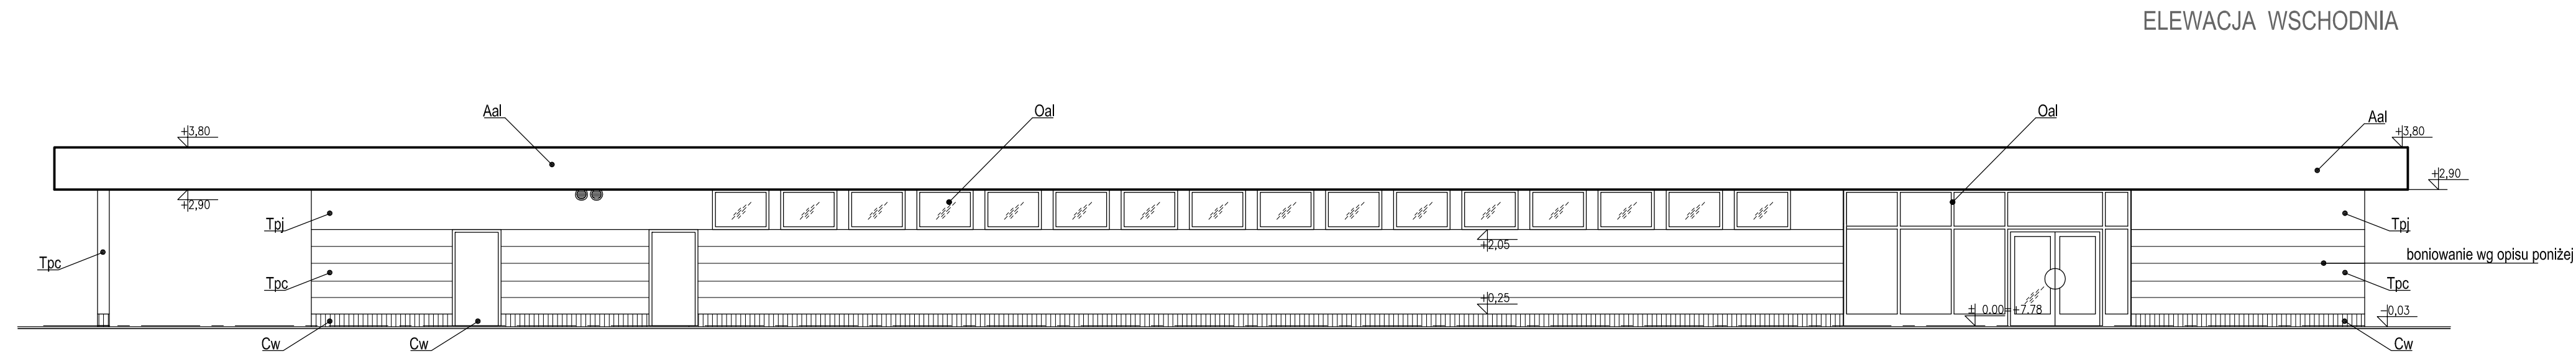 ELEWACJA WSCHODNIA
Aal
Oal
Oal
Aal
+3,80
+3,80
+2,90
+2,90
Tpj
Tpj
+2,05
boniowanie wg opisu poniżej
Tpc
Tpc
Tpc
+0,25
± 0.00=+7.78
-0,03
Cw
Cw
Cw